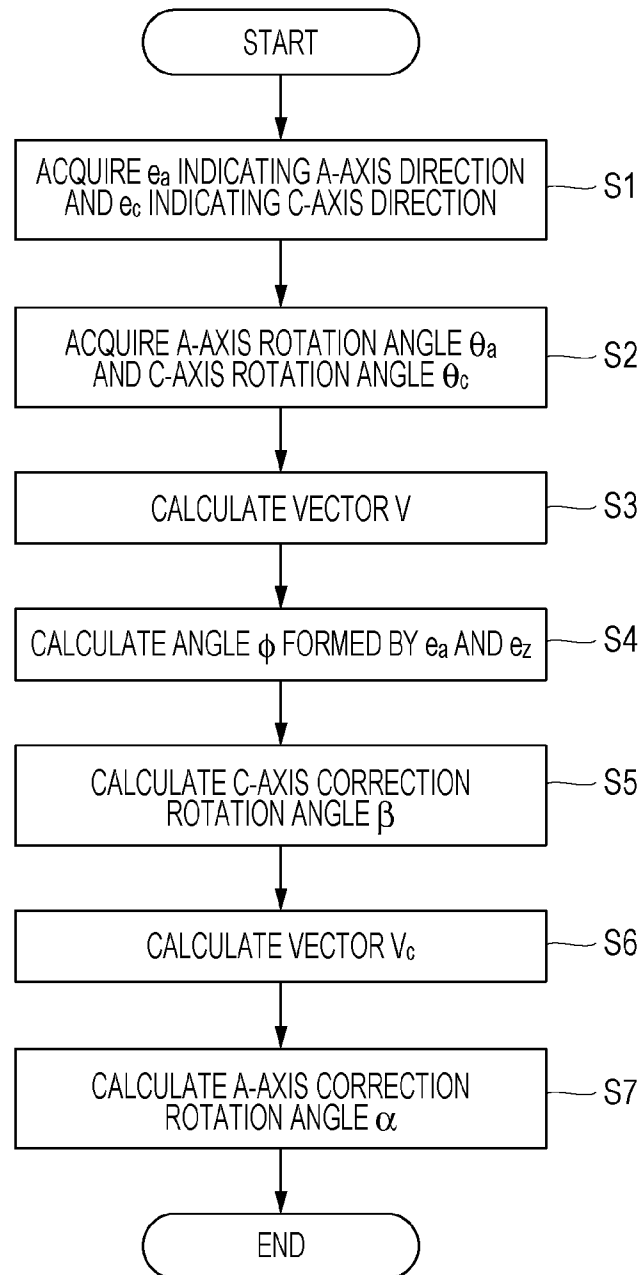 START
ACQUIRE ea INDICATING A-AXIS DIRECTION
AND ec INDICATING C-AXIS DIRECTION
S1
ACQUIRE A-AXIS ROTATION ANGLE θa
AND C-AXIS ROTATION ANGLE θc
S2
CALCULATE VECTOR V
S3
CALCULATE ANGLE ϕ FORMED BY ea AND ez
S4
CALCULATE C-AXIS CORRECTION
ROTATION ANGLE β
S5
CALCULATE VECTOR Vc
S6
CALCULATE A-AXIS CORRECTION
ROTATION ANGLE α
S7
END